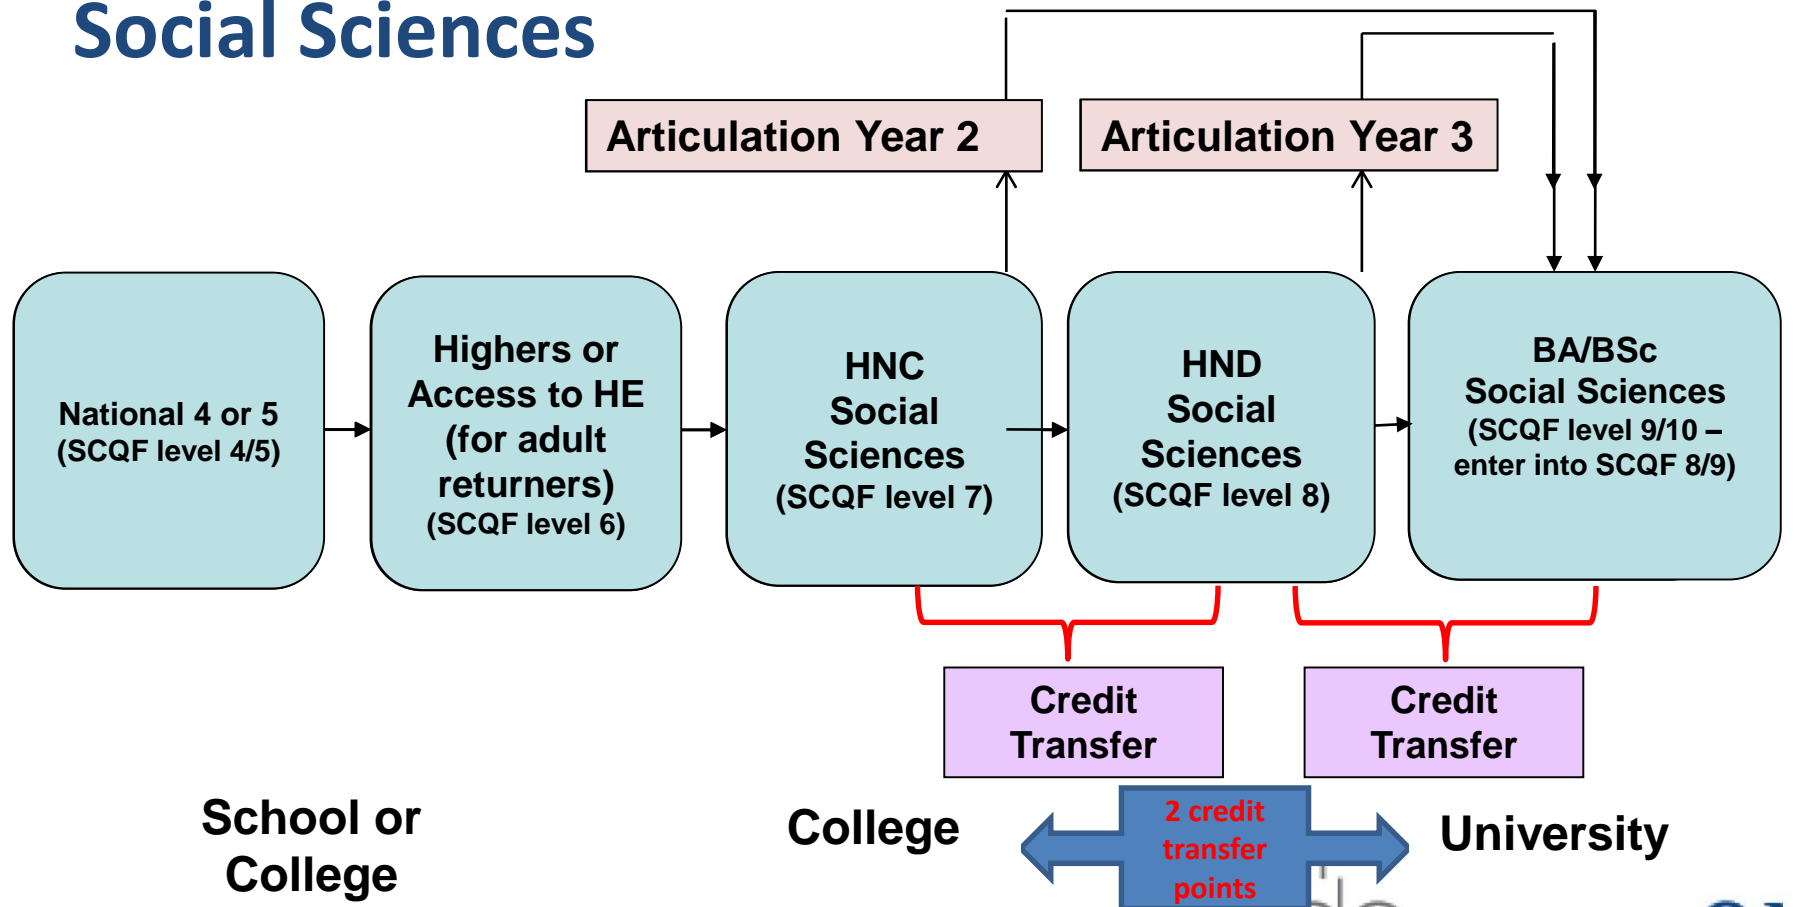 Social Sciences
Articulation Year 2
Articulation Year 3
National 4 or 5
(SCQF level 4/5)
Highers or
Access to HE
(for adult
returners)
(SCQF level 6)
HNC
Social
Sciences
(SCQF level 7)
HND
Social
Sciences
(SCQF level 8)
BA/BSc
Social Sciences
(SCQF level 9/10 –
enter into SCQF 8/9)
Credit
Transfer
Credit
Transfer
School or
College
College
2 credit
transfer
points
University